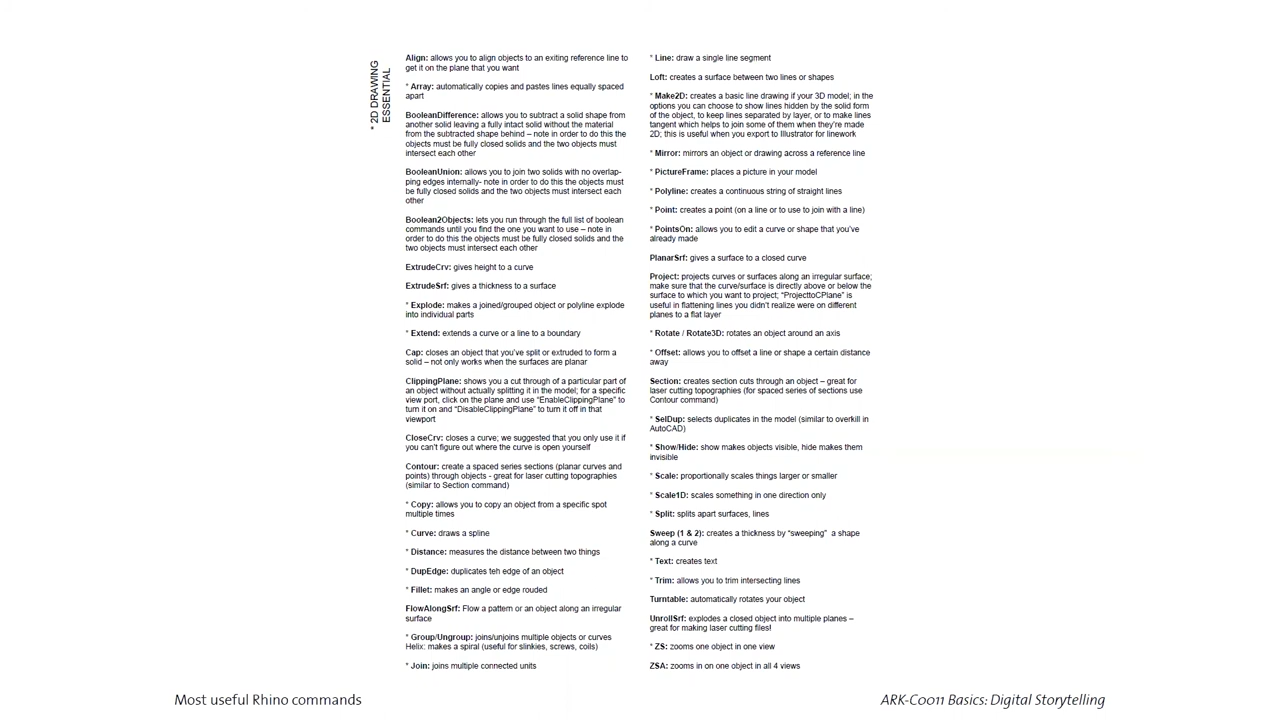 * 2D DRAWING
ESSENTIAL
Align: allows you to align objects to an exiting reference line to
get it on the plane that you want
* Array: automatically copies and pastes lines equally spaced
apart
BooleanDifference: allows you to subtract a solid shape from
another solid leaving a fully intact solid without the material
from the subtracted shape behind – note in order to do this the
objects must be fully closed solids and the two objects must
intersect each other
BooleanUnion: allows you to join two solids with no overlap-
ping edges internally- note in order to do this the objects must
be fully closed solids and the two objects must intersect each
other
Boolean2Objects: lets you run through the full list of boolean
commands until you find the one you want to use – note in
order to do this the objects must be fully closed solids and the
two objects must intersect each other
ExtrudeCrv: gives height to a curve
ExtrudeSrf: gives a thickness to a surface
* Explode: makes a joined/grouped object or polyline explode
into individual parts
* Extend: extends a curve or a line to a boundary
Cap: closes an object that you've split or extruded to form a
solid – not only works when the surfaces are planar
ClippingPlane: shows you a cut through of a particular part of
an object without actually splitting it in the model; for a specific
view port, click on the plane and use "EnableClippingPlane" to
turn it on and "DisableClippingPlane" to turn it off in that
viewport
CloseCrv: closes a curve; we suggested that you only use it if
you can't figure out where the curve is open yourself
Contour: create a spaced series sections (planar curves and
points) through objects - great for laser cutting topographies
(similar to Section command)
* Copy: allows you to copy an object from a specific spot
multiple times
* Curve: draws a spline
* Distance: measures the distance between two things
* DupEdge: duplicates teh edge of an object
* Fillet: makes an angle or edge rouded
FlowAlongSrf: Flow a pattern or an object along an irregular
surface
* Group/Ungroup: joins/unjoins multiple objects or curves
Helix: makes a spiral (useful for slinkies, screws, coils)
* Join: joins multiple connected units
* Line: draw a single line segment
Loft: creates a surface between two lines or shapes
* Make2D: creates a basic line drawing if your 3D model; in the
options you can choose to show lines hidden by the solid form
of the object, to keep lines separated by layer, or to make lines
tangent which helps to join some of them when they're made
2D; this is useful when you export to Illustrator for linework
* Mirror: mirrors an object or drawing across a reference line
* PictureFrame: places a picture in your model
* Polyline: creates a continuous string of straight lines
* Point: creates a point (on a line or to use to join with a line)
* PointsOn: allows you to edit a curve or shape that you've
already made
PlanarSrf: gives a surface to a closed curve
Project: projects curves or surfaces along an irregular surface;
make sure that the curve/surface is directly above or below the
surface to which you want to project; "ProjecttoCPlane" is
useful in flattening lines you didn't realize were on different
planes to a flat layer
* Rotate / Rotate3D: rotates an object around an axis
* Offset: allows you to offset a line or shape a certain distance
away
Section: creates section cuts through an object – great for
laser cutting topographies (for spaced series of sections use
Contour command)
* SelDup: selects duplicates in the model (similar to overkill in
AutoCAD)
* Show/Hide: show makes objects visible, hide makes them
invisible
* Scale: proportionally scales things larger or smaller
* Scale1D: scales something in one direction only
* Split: splits apart surfaces, lines
Sweep (1 & 2): creates a thickness by "sweeping" a shape
along a curve
* Text: creates text
* Trim: allows you to trim intersecting lines
Turntable: automatically rotates your object
UnrollSrf: explodes a closed object into multiple planes –
great for making laser cutting files!
* ZS: zooms one object in one view
ZSA: zooms in on one object in all 4 views
Most useful Rhino commands
ARK-C0011 Basics: Digital Storytelling